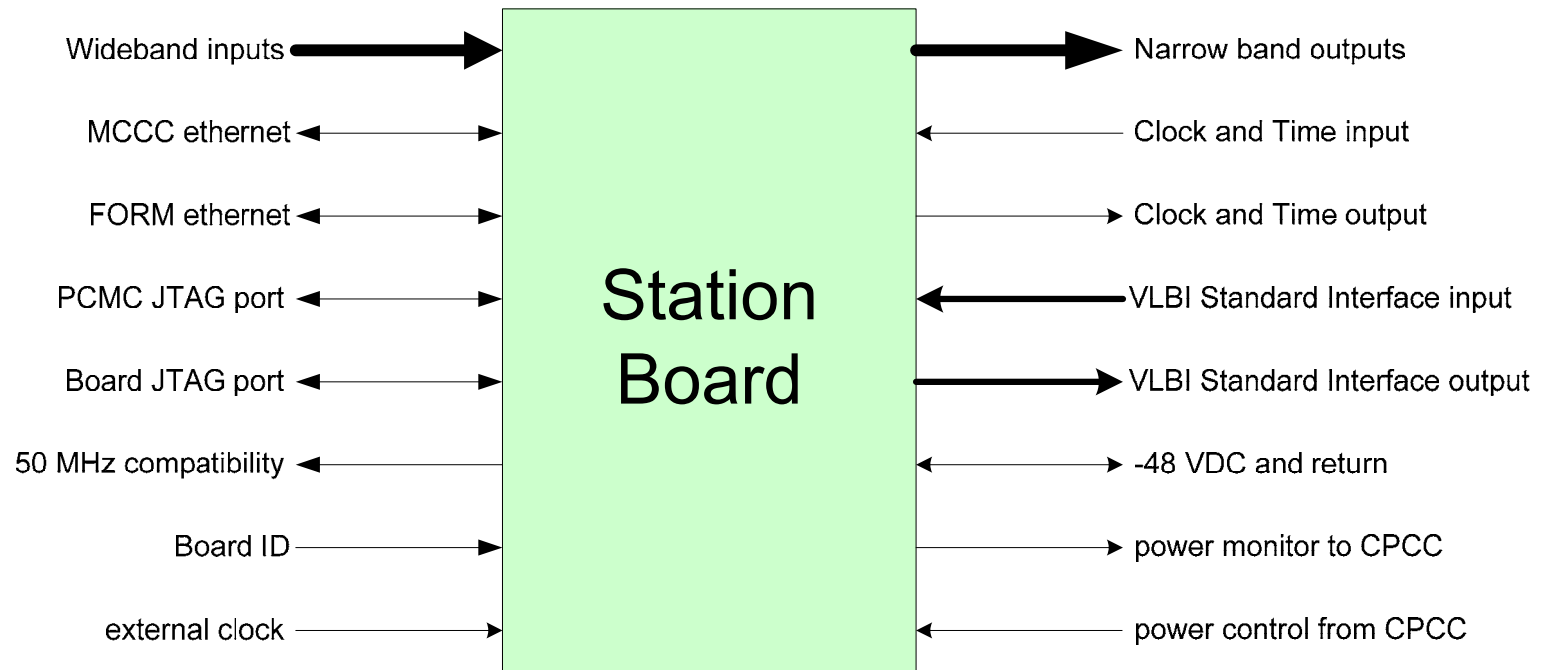 Wideband inputs
MCCC ethernet
FORM ethernet
PCMC JTAG port
Board JTAG port
50 MHz compatibility
Board ID
external clock
Station
Board
Narrow band outputs
Clock and Time input
Clock and Time output
VLBI Standard Interface input
VLBI Standard Interface output
-48 VDC and return
power monitor to CPCC
power control from CPCC